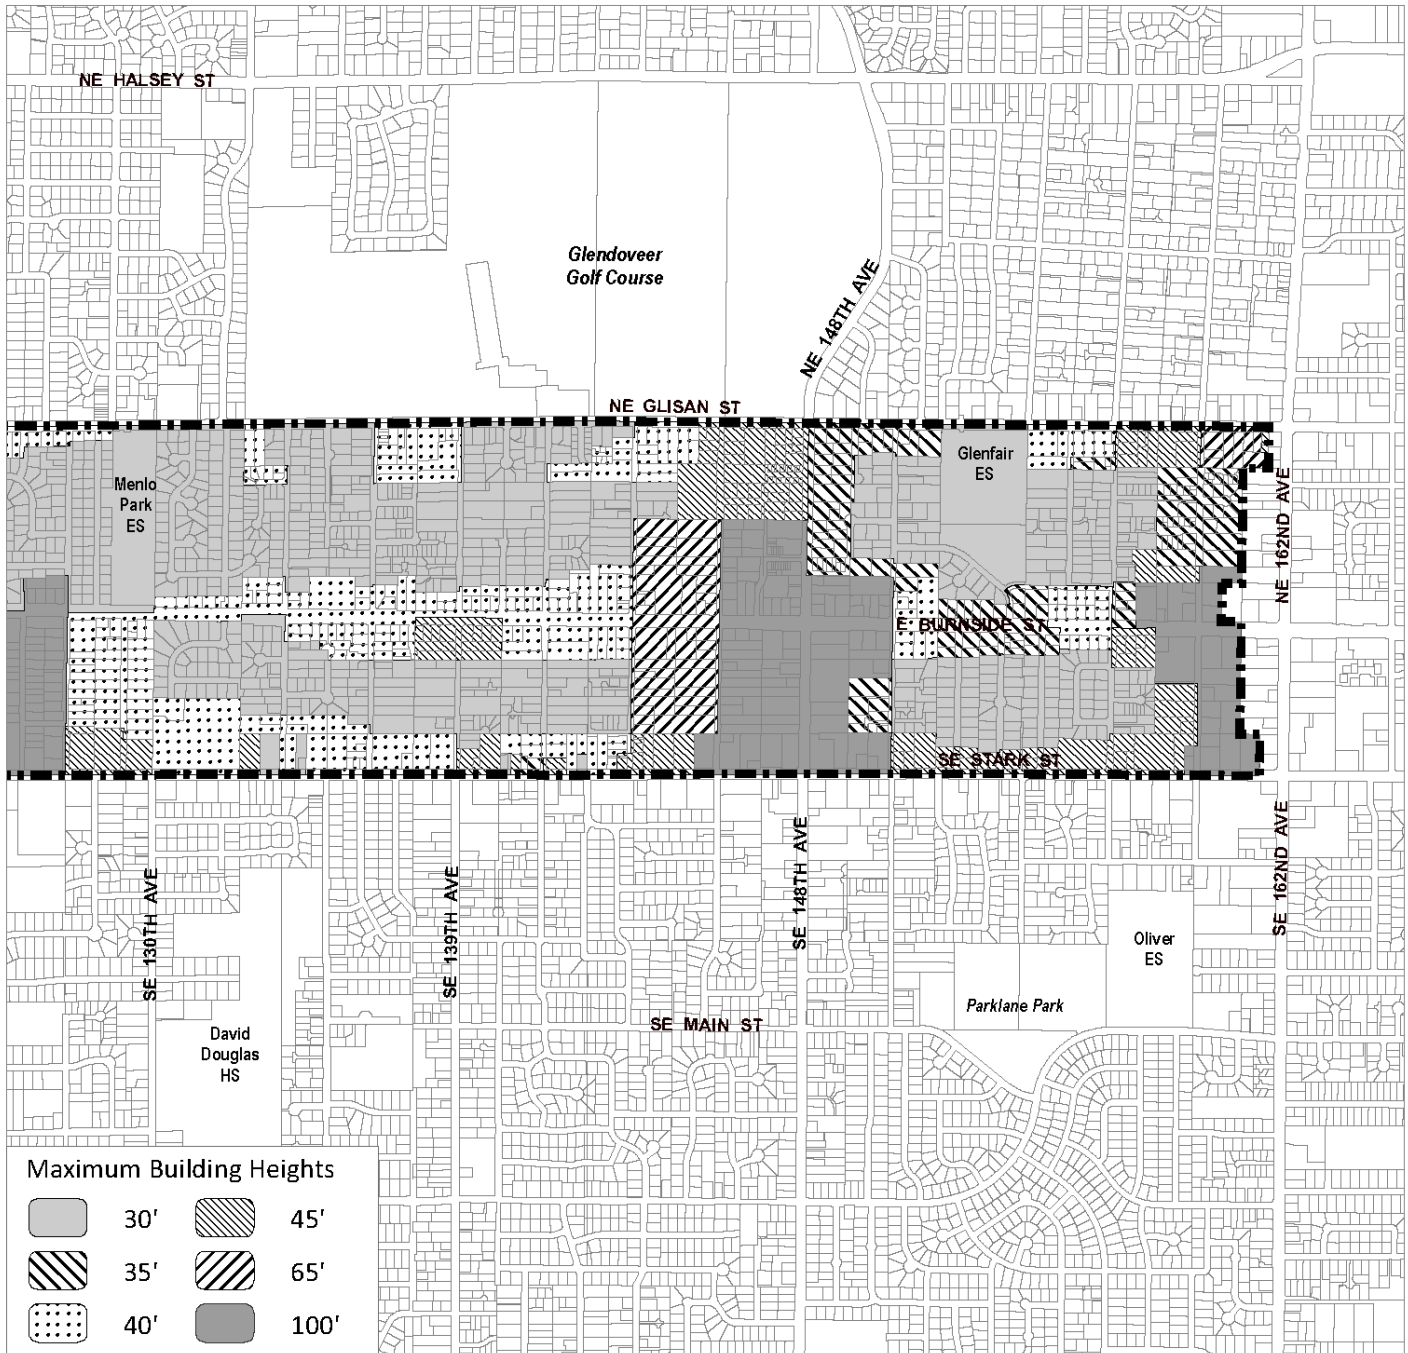 NE HALSEY ST
Glendoveer
Golf Course
NE 148TH AVE
NE GLISAN ST
Glenfair
ES
Menlo
Park
ES
NE 162ND AVE
E BURNSIDE ST
SE STARK ST
SE 130TH AVE
SE 139TH AVE
SE 148TH AVE
SE 162ND AVE
Oliver
ES
Parklane Park
SE MAIN ST
David
Douglas
HS
Maximum Building Heights
30' 45'
35' 65'
40' 100'